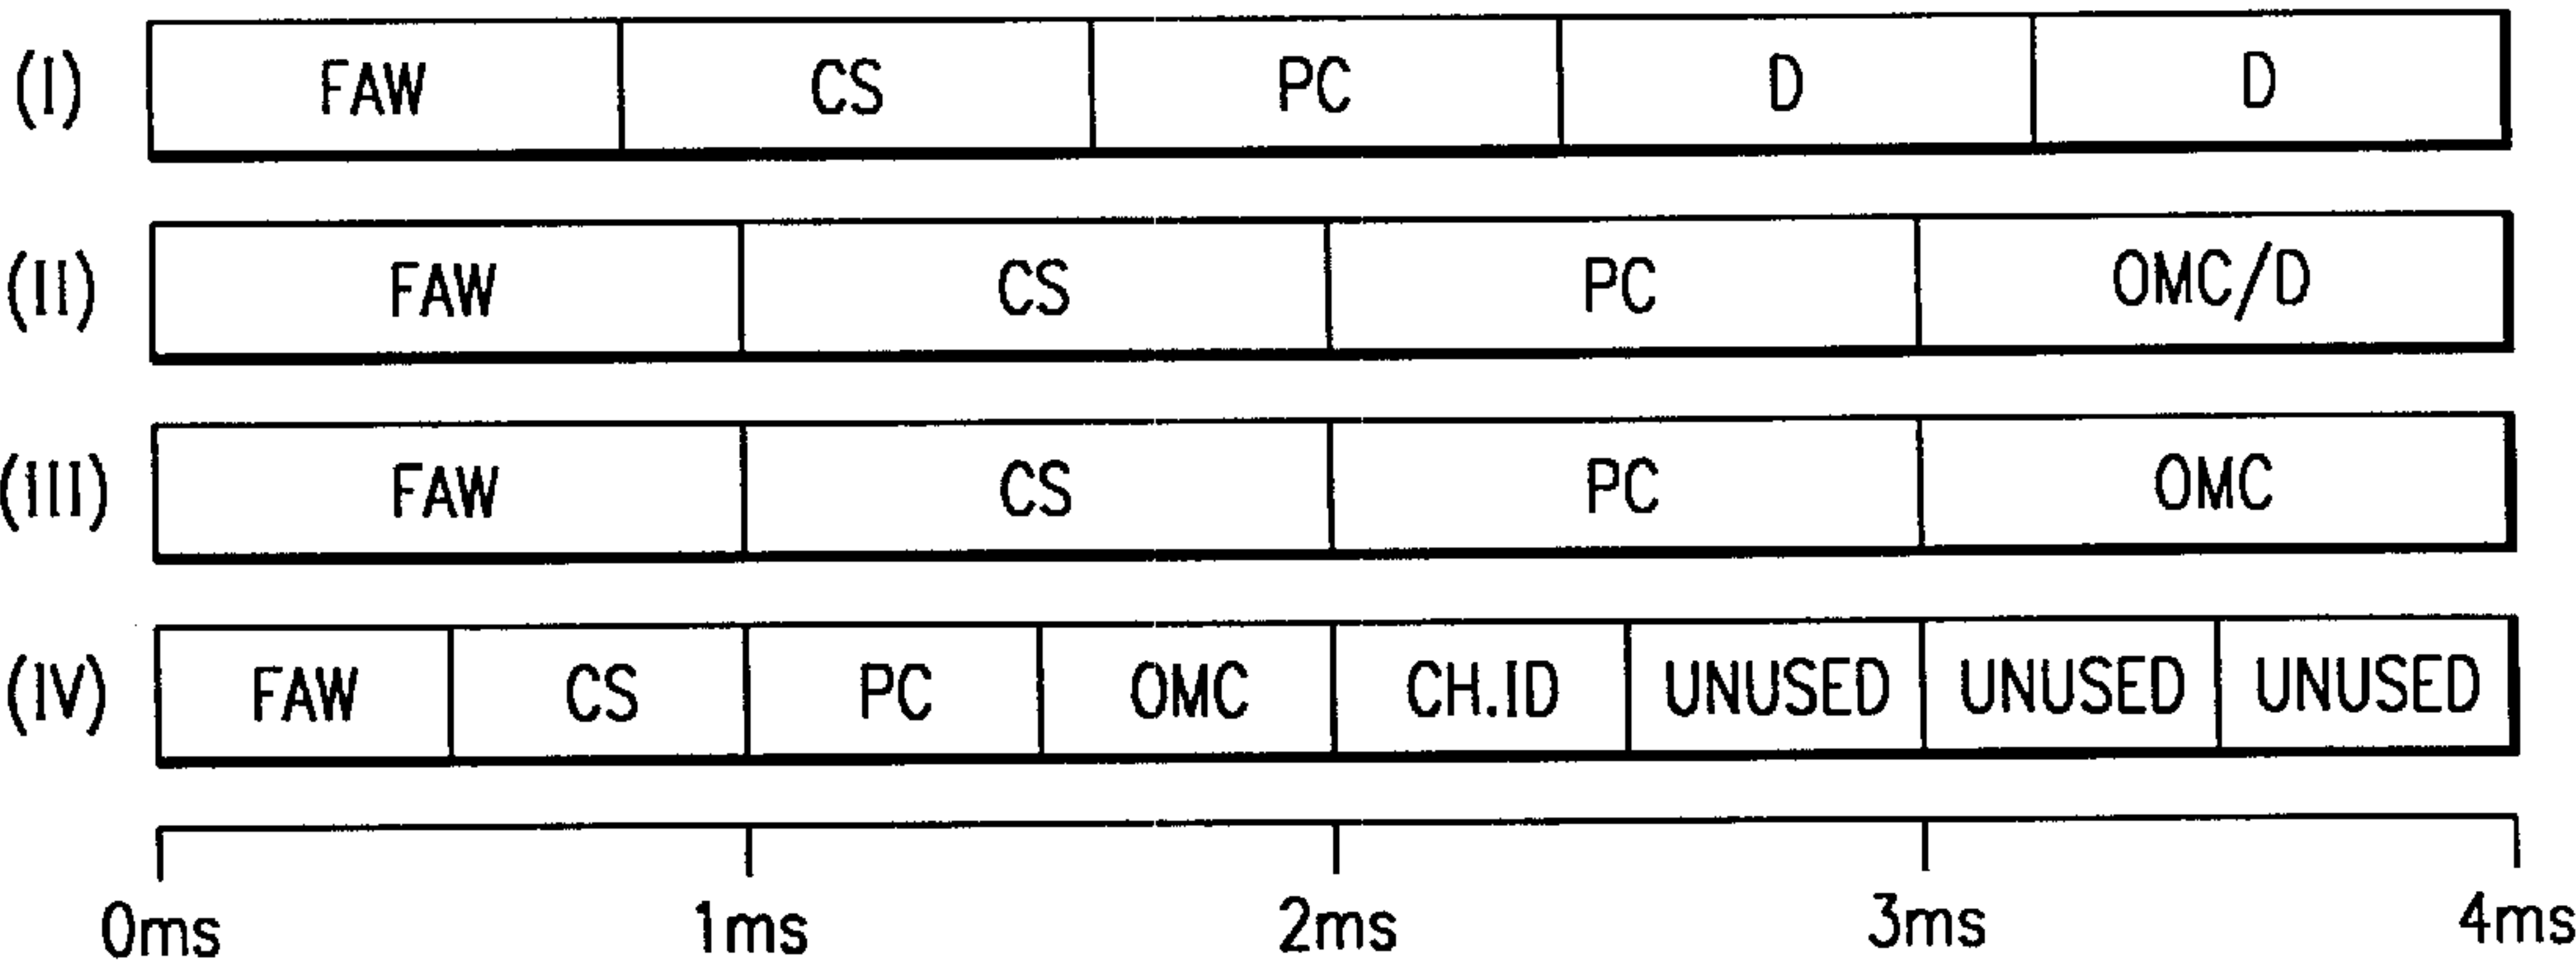 (I) FAW CS PC D D
(II) FAW CS PC OMC/D
(III) FAW CS PC OMC
(IV) FAW CS PC OMC CH.ID UNUSED UNUSED UNUSED
0ms 1ms 2ms 3ms 4ms